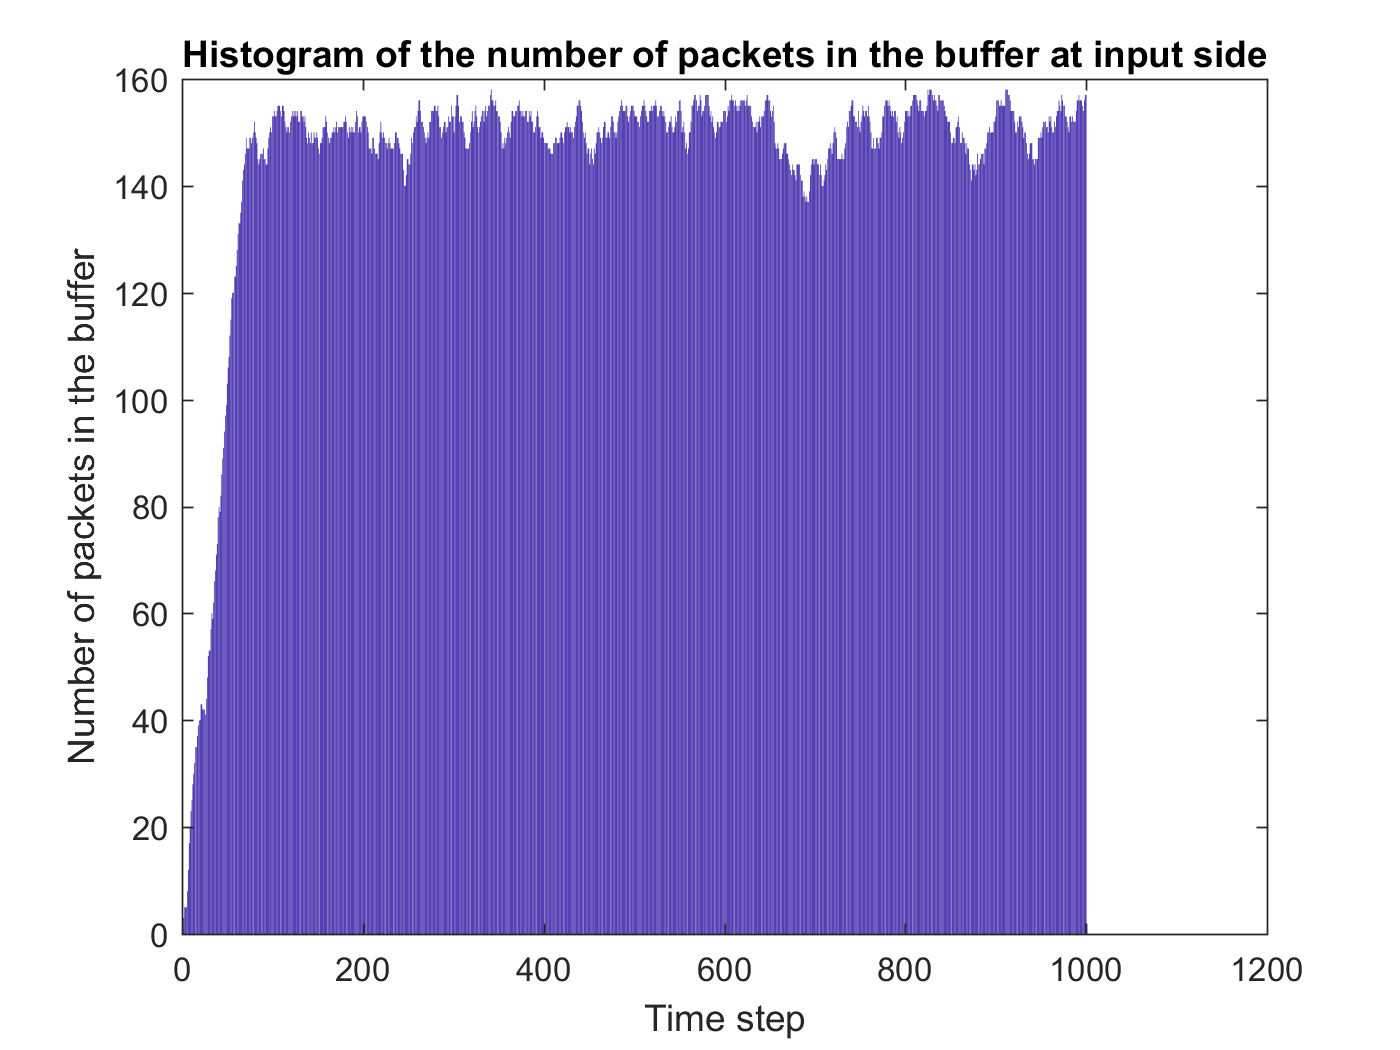 Histogram of the number of packets in the buffer at input side
160
140
120
100
80
60
40
20
0
Number of packets in the buffer
0 200 400 600 800 1000 1200
Time step